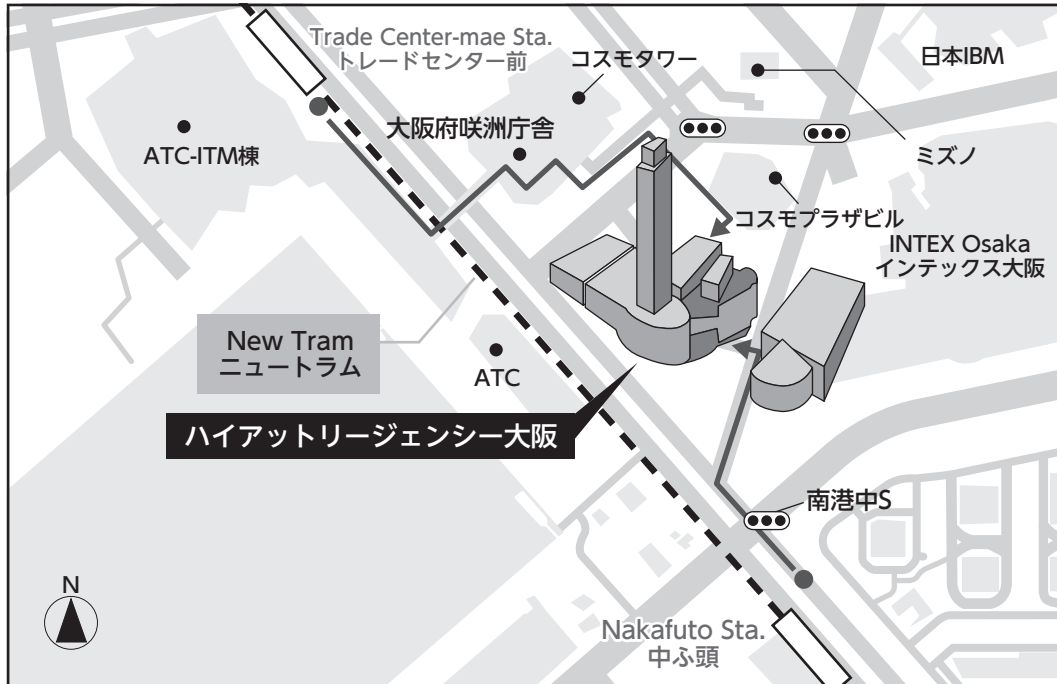 Trade Center-mae Sta.
トレードセンター前
コスモタワー
日本IBM
大阪府咲洲庁舎
ATC-ITM棟
ミズノ
コスモプラザビル
INTEX Osaka
インテックス大阪
New Tram
ニュートラム
ATC
ハイアットリージェンシー大阪
南港中S
N
Nakafuto Sta.
中ふ頭